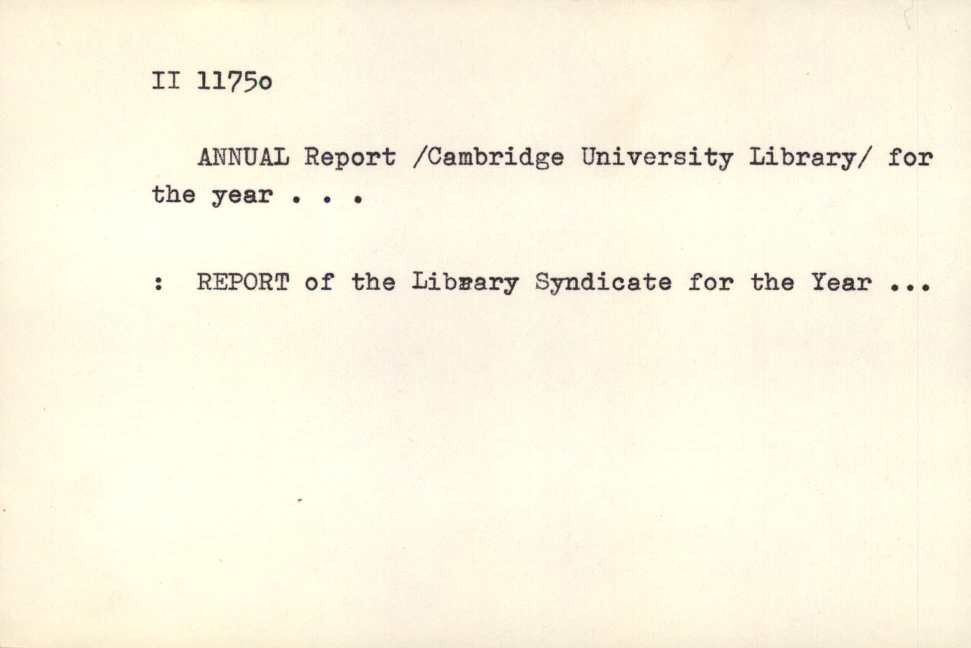 II 11750
ANNUAL Report /Cambridge University Library/ for
the year . . .
: REPORT of the Library Syndicate for the Year ...